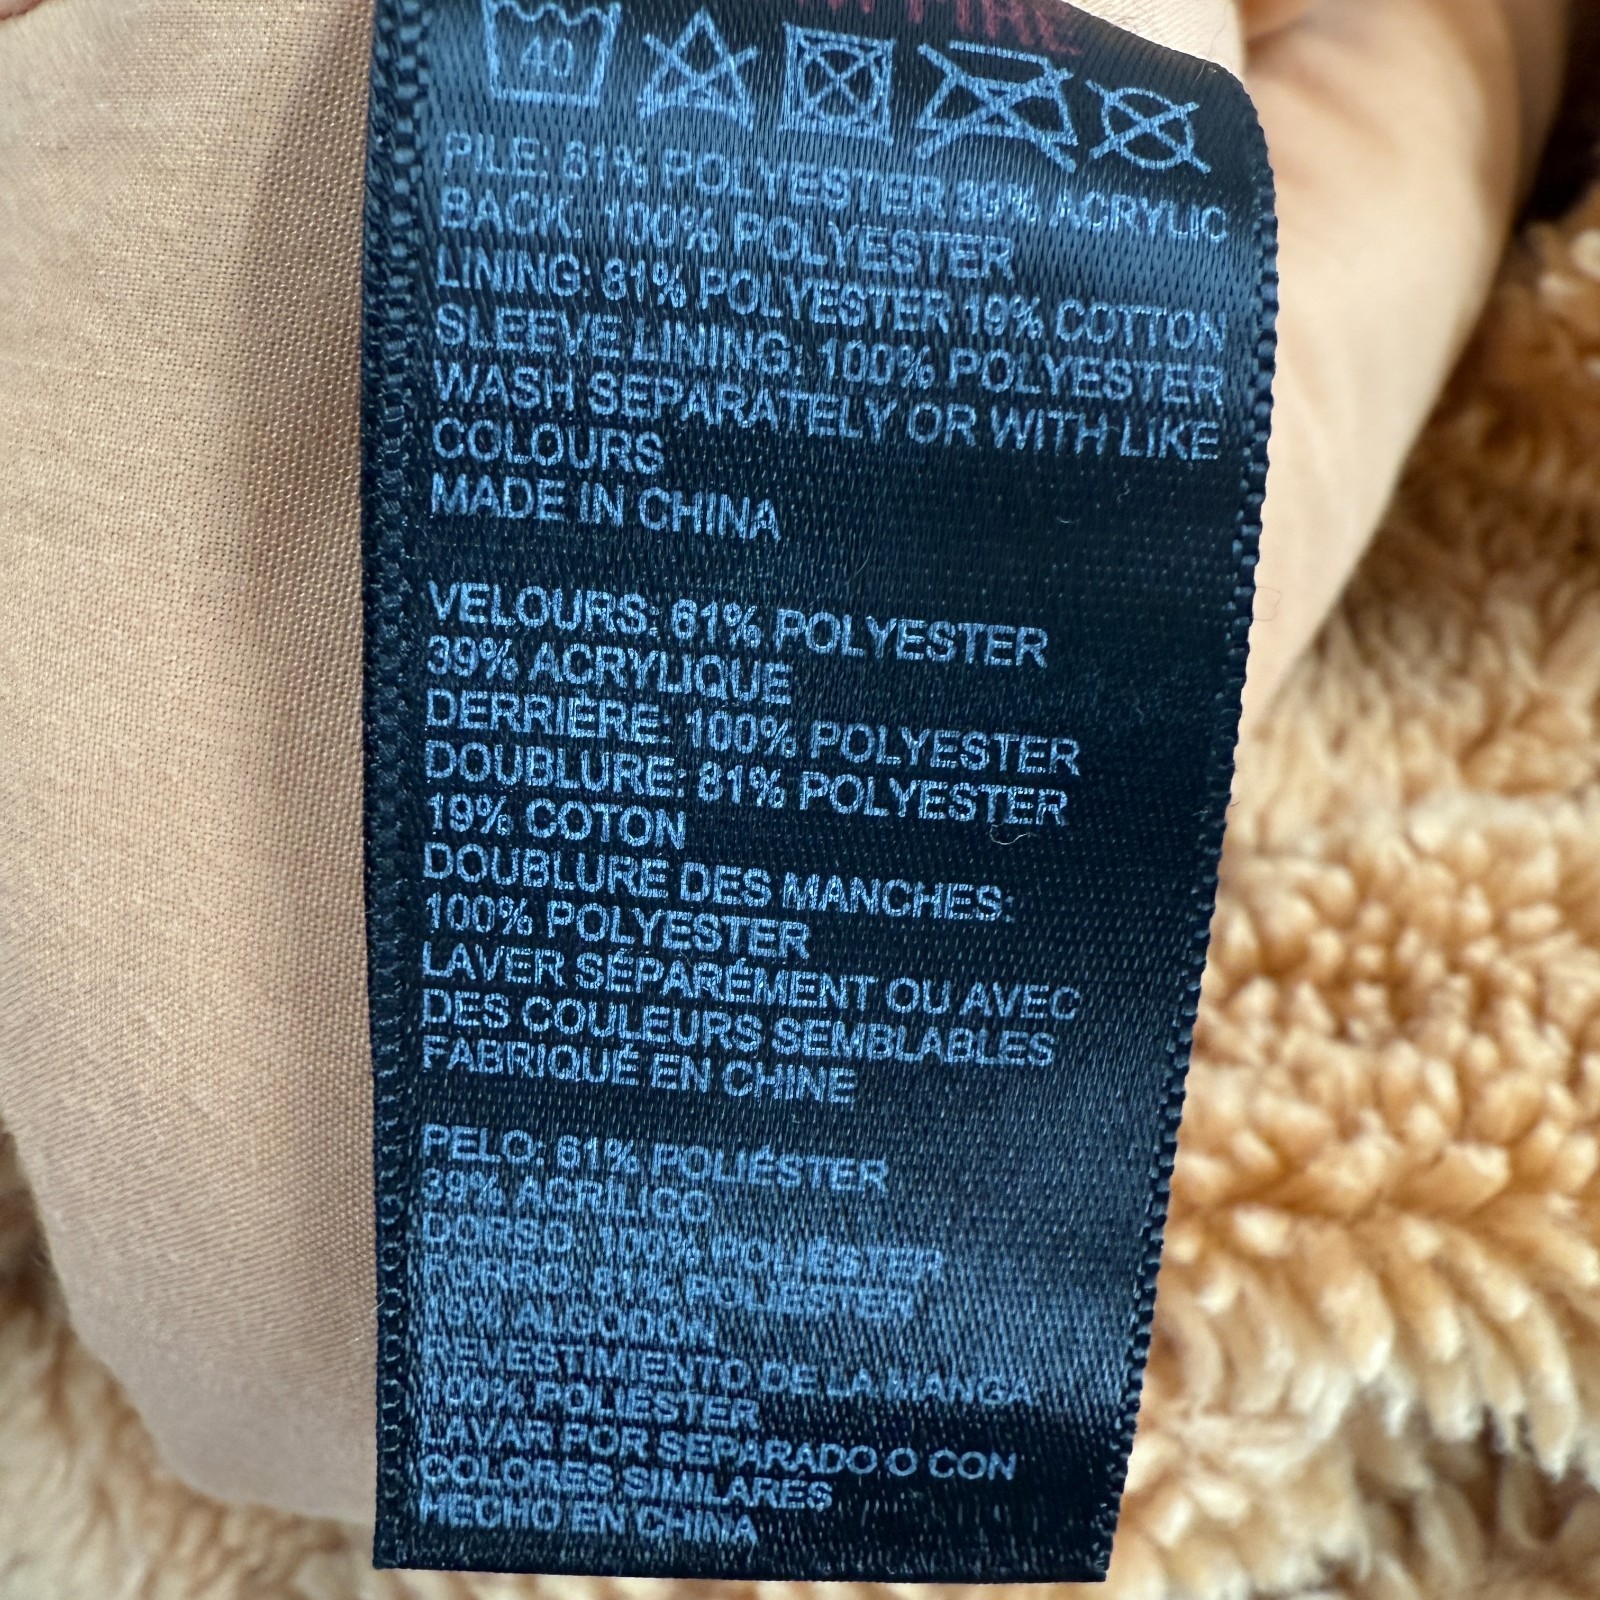 40
PILE: 61% POLYESTER 39% ACRYLIC
BACK: 100% POLYESTER
LINING: 81% POLYESTER 19% COTTON
SLEEVE LINING: 100% POLYESTER
WASH SEPARATELY OR WITH LIKE
COLOURS
MADE IN CHINA
VELOURS: 61% POLYESTER
39% ACRYLIQUE
DERRIÈRE: 100% POLYESTER
DOUBLURE: 81% POLYESTER
19% COTON
DOUBLURE DES MANCHES:
100% POLYESTER
LAVER SÉPARÉMENT OU AVEC
DES COULEURS SEMBLABLES
FABRIQUÉ EN CHINE
PELO: 61% POLIÉSTER
39% ACRÍLICO
DORSO: 100% POLIÉSTER
FORRO: 81% POLIÉSTER
19% ALGODÓN
REVESTIMIENTO DE LA MANGA
100% POLIÉSTER
LAVAR POR SEPARADO O CON
COLORES SIMILARES
HECHO EN CHINA